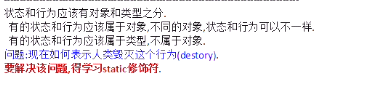 状态和行为应该有对象和类型之分.
有的状态和行为应该属于对象,不同的对象,状态和行为可以不一样.
有的状态和行为应该属于类型,不属于对象.
问题:现在如何表示人类毁灭这个行为(destory).
要解决该问题,得学习static修饰符.